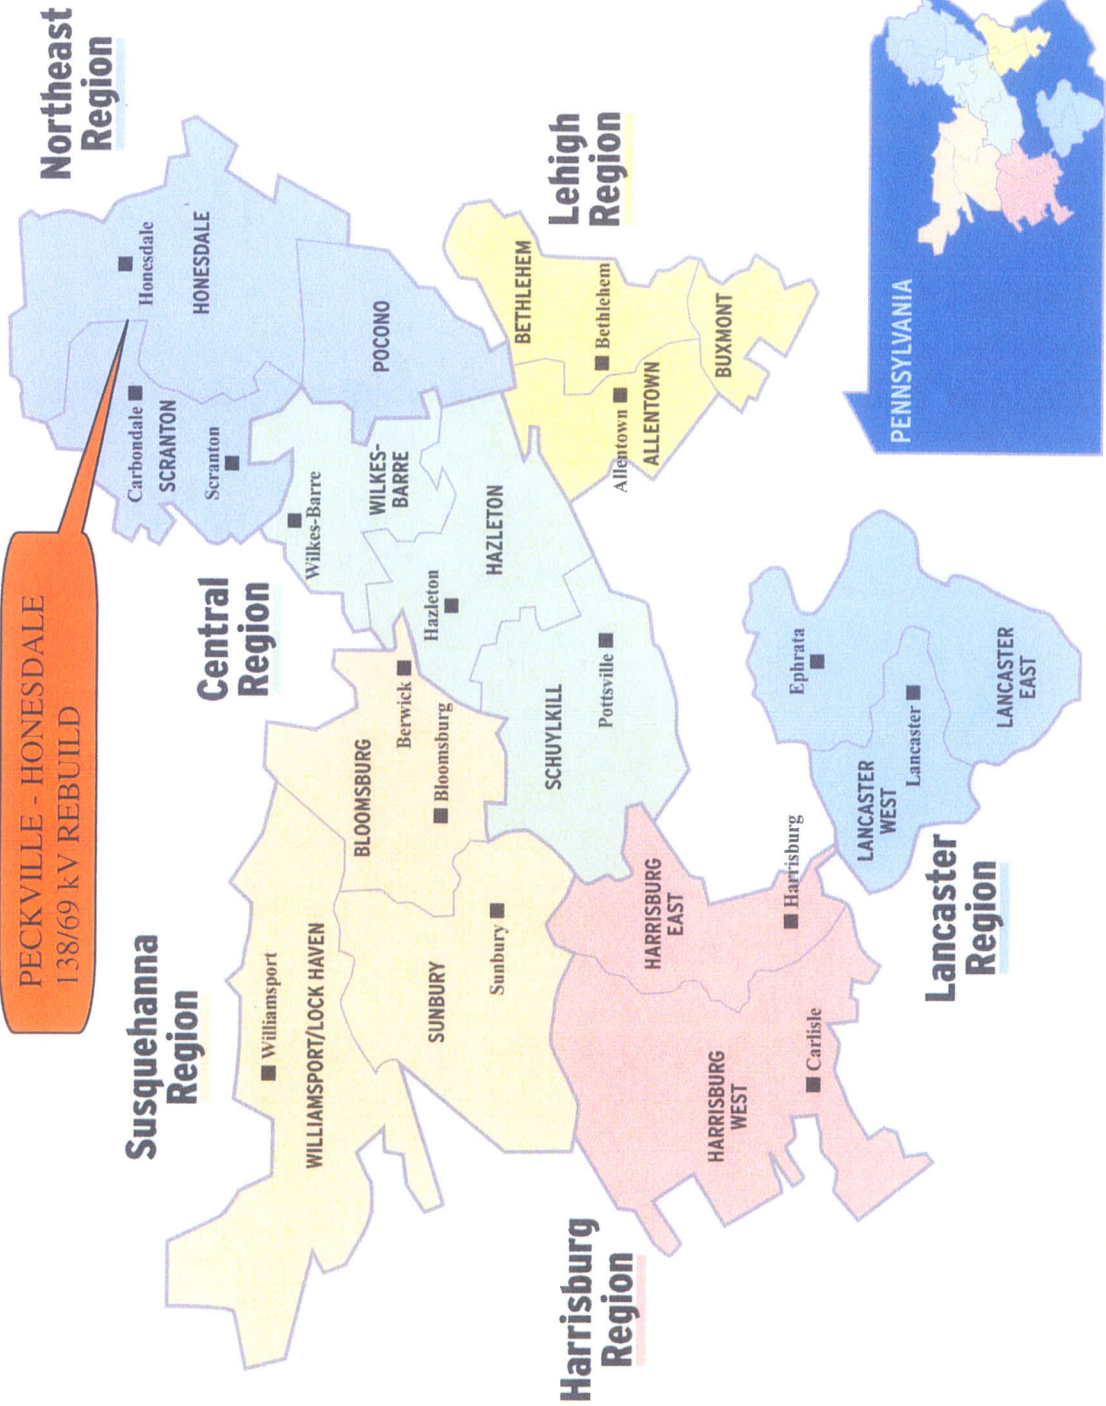 PECKVILLE - HONESDALE
138/69 kV REBUILD
Northeast
Region
Honesdale
HONESDALE
Carbondale
SCRANTON
Scranton
POCONO
Susquehanna
Region
Williamsport
WILLIAMSPORT/LOCK HAVEN
BLOOMSBURG
Berwick
Bloomsburg
SUNBURY
Sunbury
Central
Region
Wilkes-Barre
WILKES-
BARRE
Hazleton
HAZLETON
SCHUYLKILL
Pottsville
Lehigh
Region
BETHLEHEM
Bethlehem
Allentown
ALLENTOWN
BUXMONT
Harrisburg
Region
HARRISBURG
EAST
Harrisburg
HARRISBURG
WEST
Carlisle
Lancaster
Region
Ephrata
LANCASTER
WEST
Lancaster
LANCASTER
EAST
PENNSYLVANIA